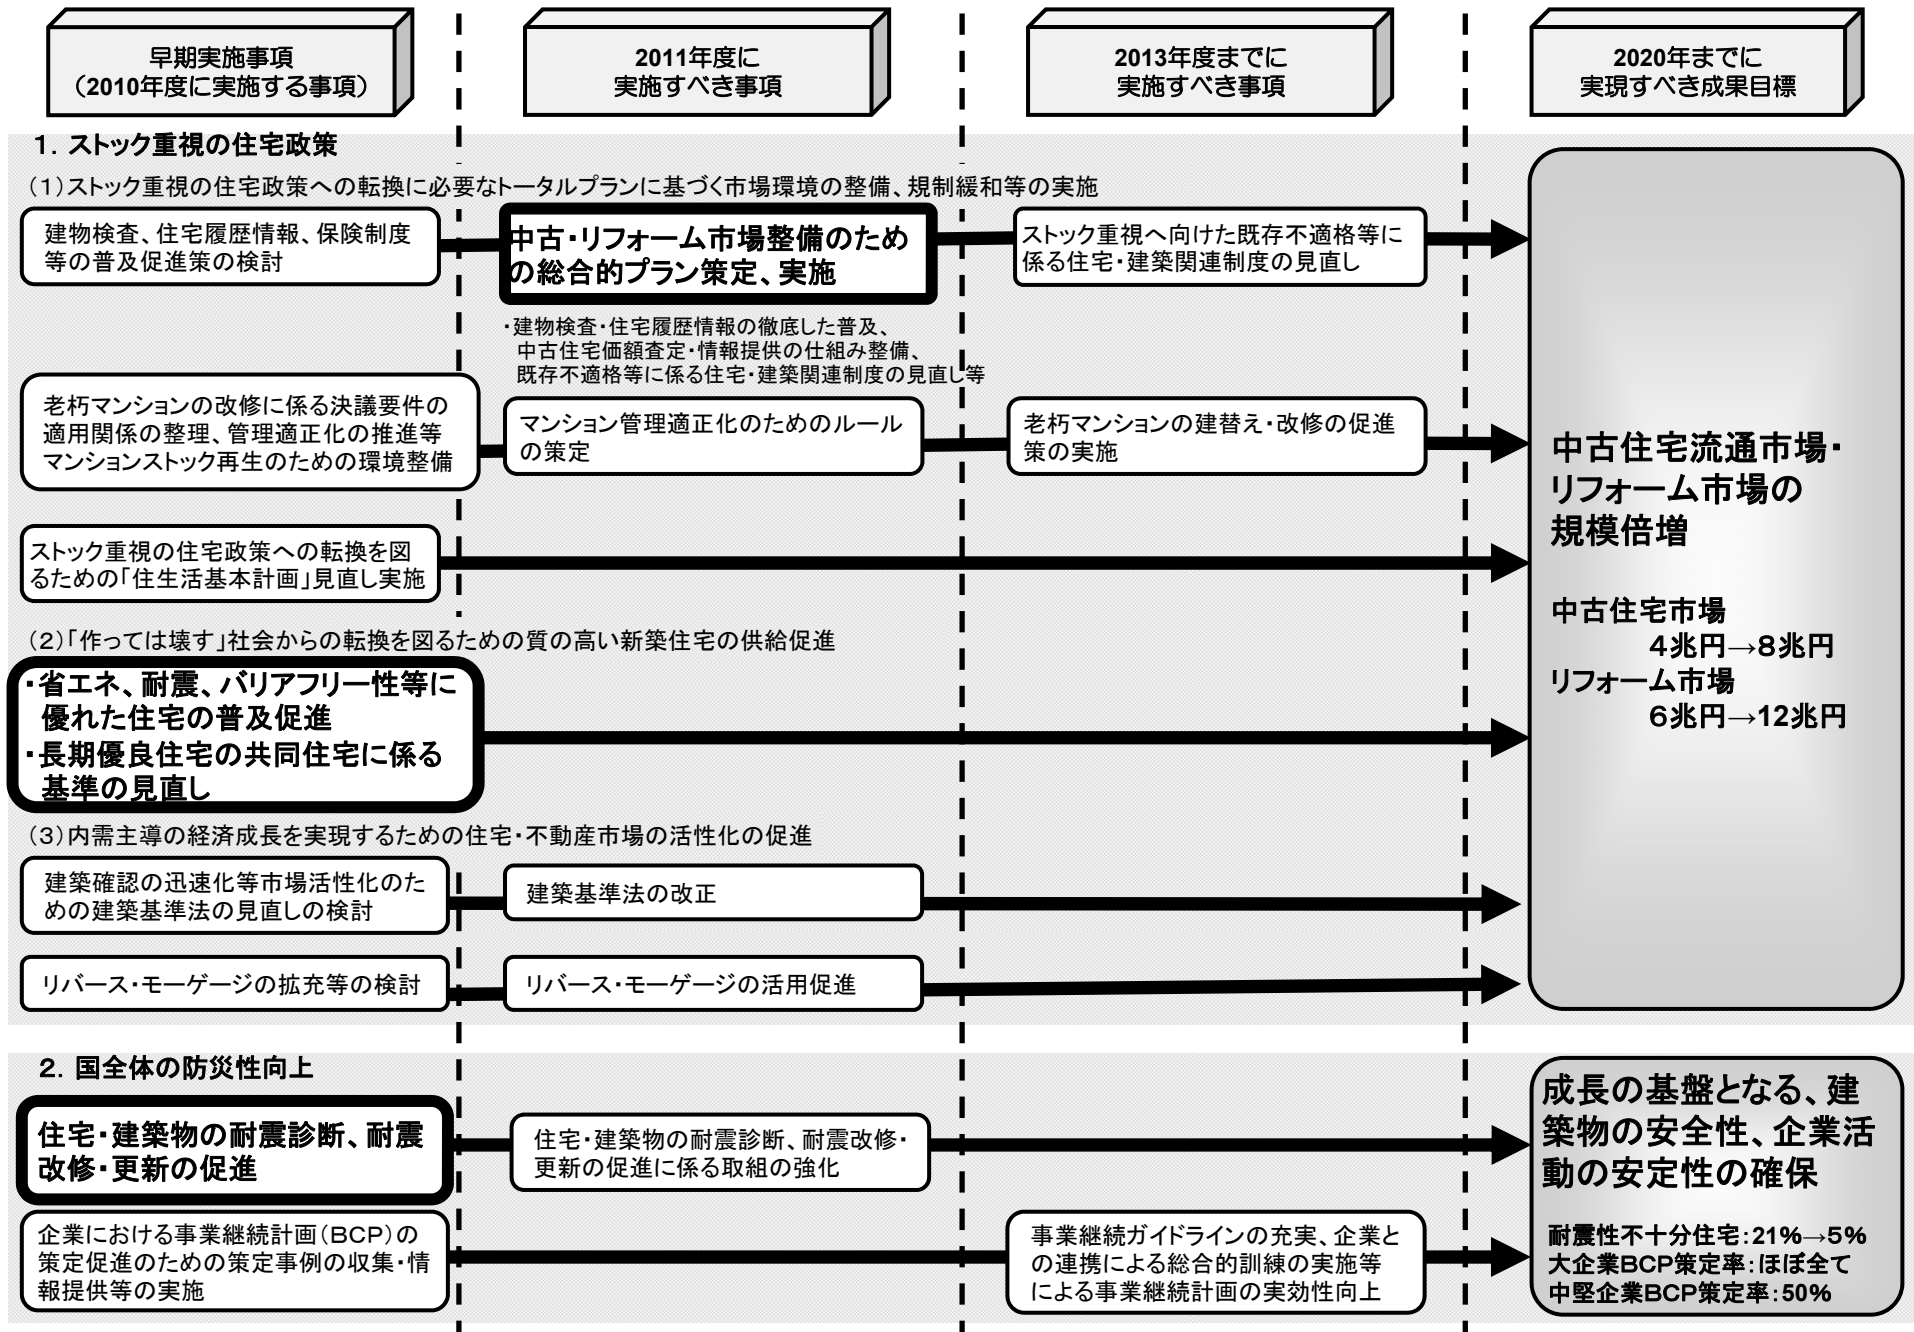 早期実施事項
（2010年度に実施する事項）
2011年度に
実施すべき事項
2013年度までに
実施すべき事項
2020年までに
実現すべき成果目標
１．ストック重視の住宅政策
（１）ストック重視の住宅政策への転換に必要なトータルプランに基づく市場環境の整備、規制緩和等の実施
建物検査、住宅履歴情報、保険制度
等の普及促進策の検討
中古・リフォーム市場整備のため
の総合的プラン策定、実施
ストック重視へ向けた既存不適格等に
係る住宅・建築関連制度の見直し
・建物検査・住宅履歴情報の徹底した普及、
中古住宅価額査定・情報提供の仕組み整備、
既存不適格等に係る住宅・建築関連制度の見直し等
老朽マンションの改修に係る決議要件の
適用関係の整理、管理適正化の推進等
マンションストック再生のための環境整備
マンション管理適正化のためのルール
の策定
老朽マンションの建替え・改修の促進
策の実施
ストック重視の住宅政策への転換を図
るための「住生活基本計画」見直し実施
中古住宅流通市場・
リフォーム市場の
規模倍増
中古住宅市場
４兆円→８兆円
リフォーム市場
６兆円→12兆円
（２）「作っては壊す」社会からの転換を図るための質の高い新築住宅の供給促進
・省エネ、耐震、バリアフリー性等に
優れた住宅の普及促進
・長期優良住宅の共同住宅に係る
基準の見直し
（３）内需主導の経済成長を実現するための住宅・不動産市場の活性化の促進
建築確認の迅速化等市場活性化のた
めの建築基準法の見直しの検討
建築基準法の改正
リバース・モーゲージの拡充等の検討
リバース・モーゲージの活用促進
２．国全体の防災性向上
住宅・建築物の耐震診断、耐震
改修・更新の促進
住宅・建築物の耐震診断、耐震改修・
更新の促進に係る取組の強化
企業における事業継続計画（ＢＣＰ）の
策定促進のための策定事例の収集・情
報提供等の実施
事業継続ガイドラインの充実、企業と
の連携による総合的訓練の実施等
による事業継続計画の実効性向上
成長の基盤となる、建
築物の安全性、企業活
動の安定性の確保
耐震性不十分住宅：21％→５％
大企業ＢＣＰ策定率：ほぼ全て
中堅企業ＢＣＰ策定率：50％